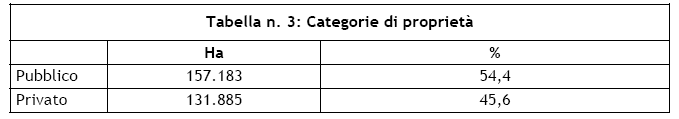 Tabella n. 3: Categorie di proprietà
Ha %
Pubblico 157.183 54,4
Privato 131.885 45,6